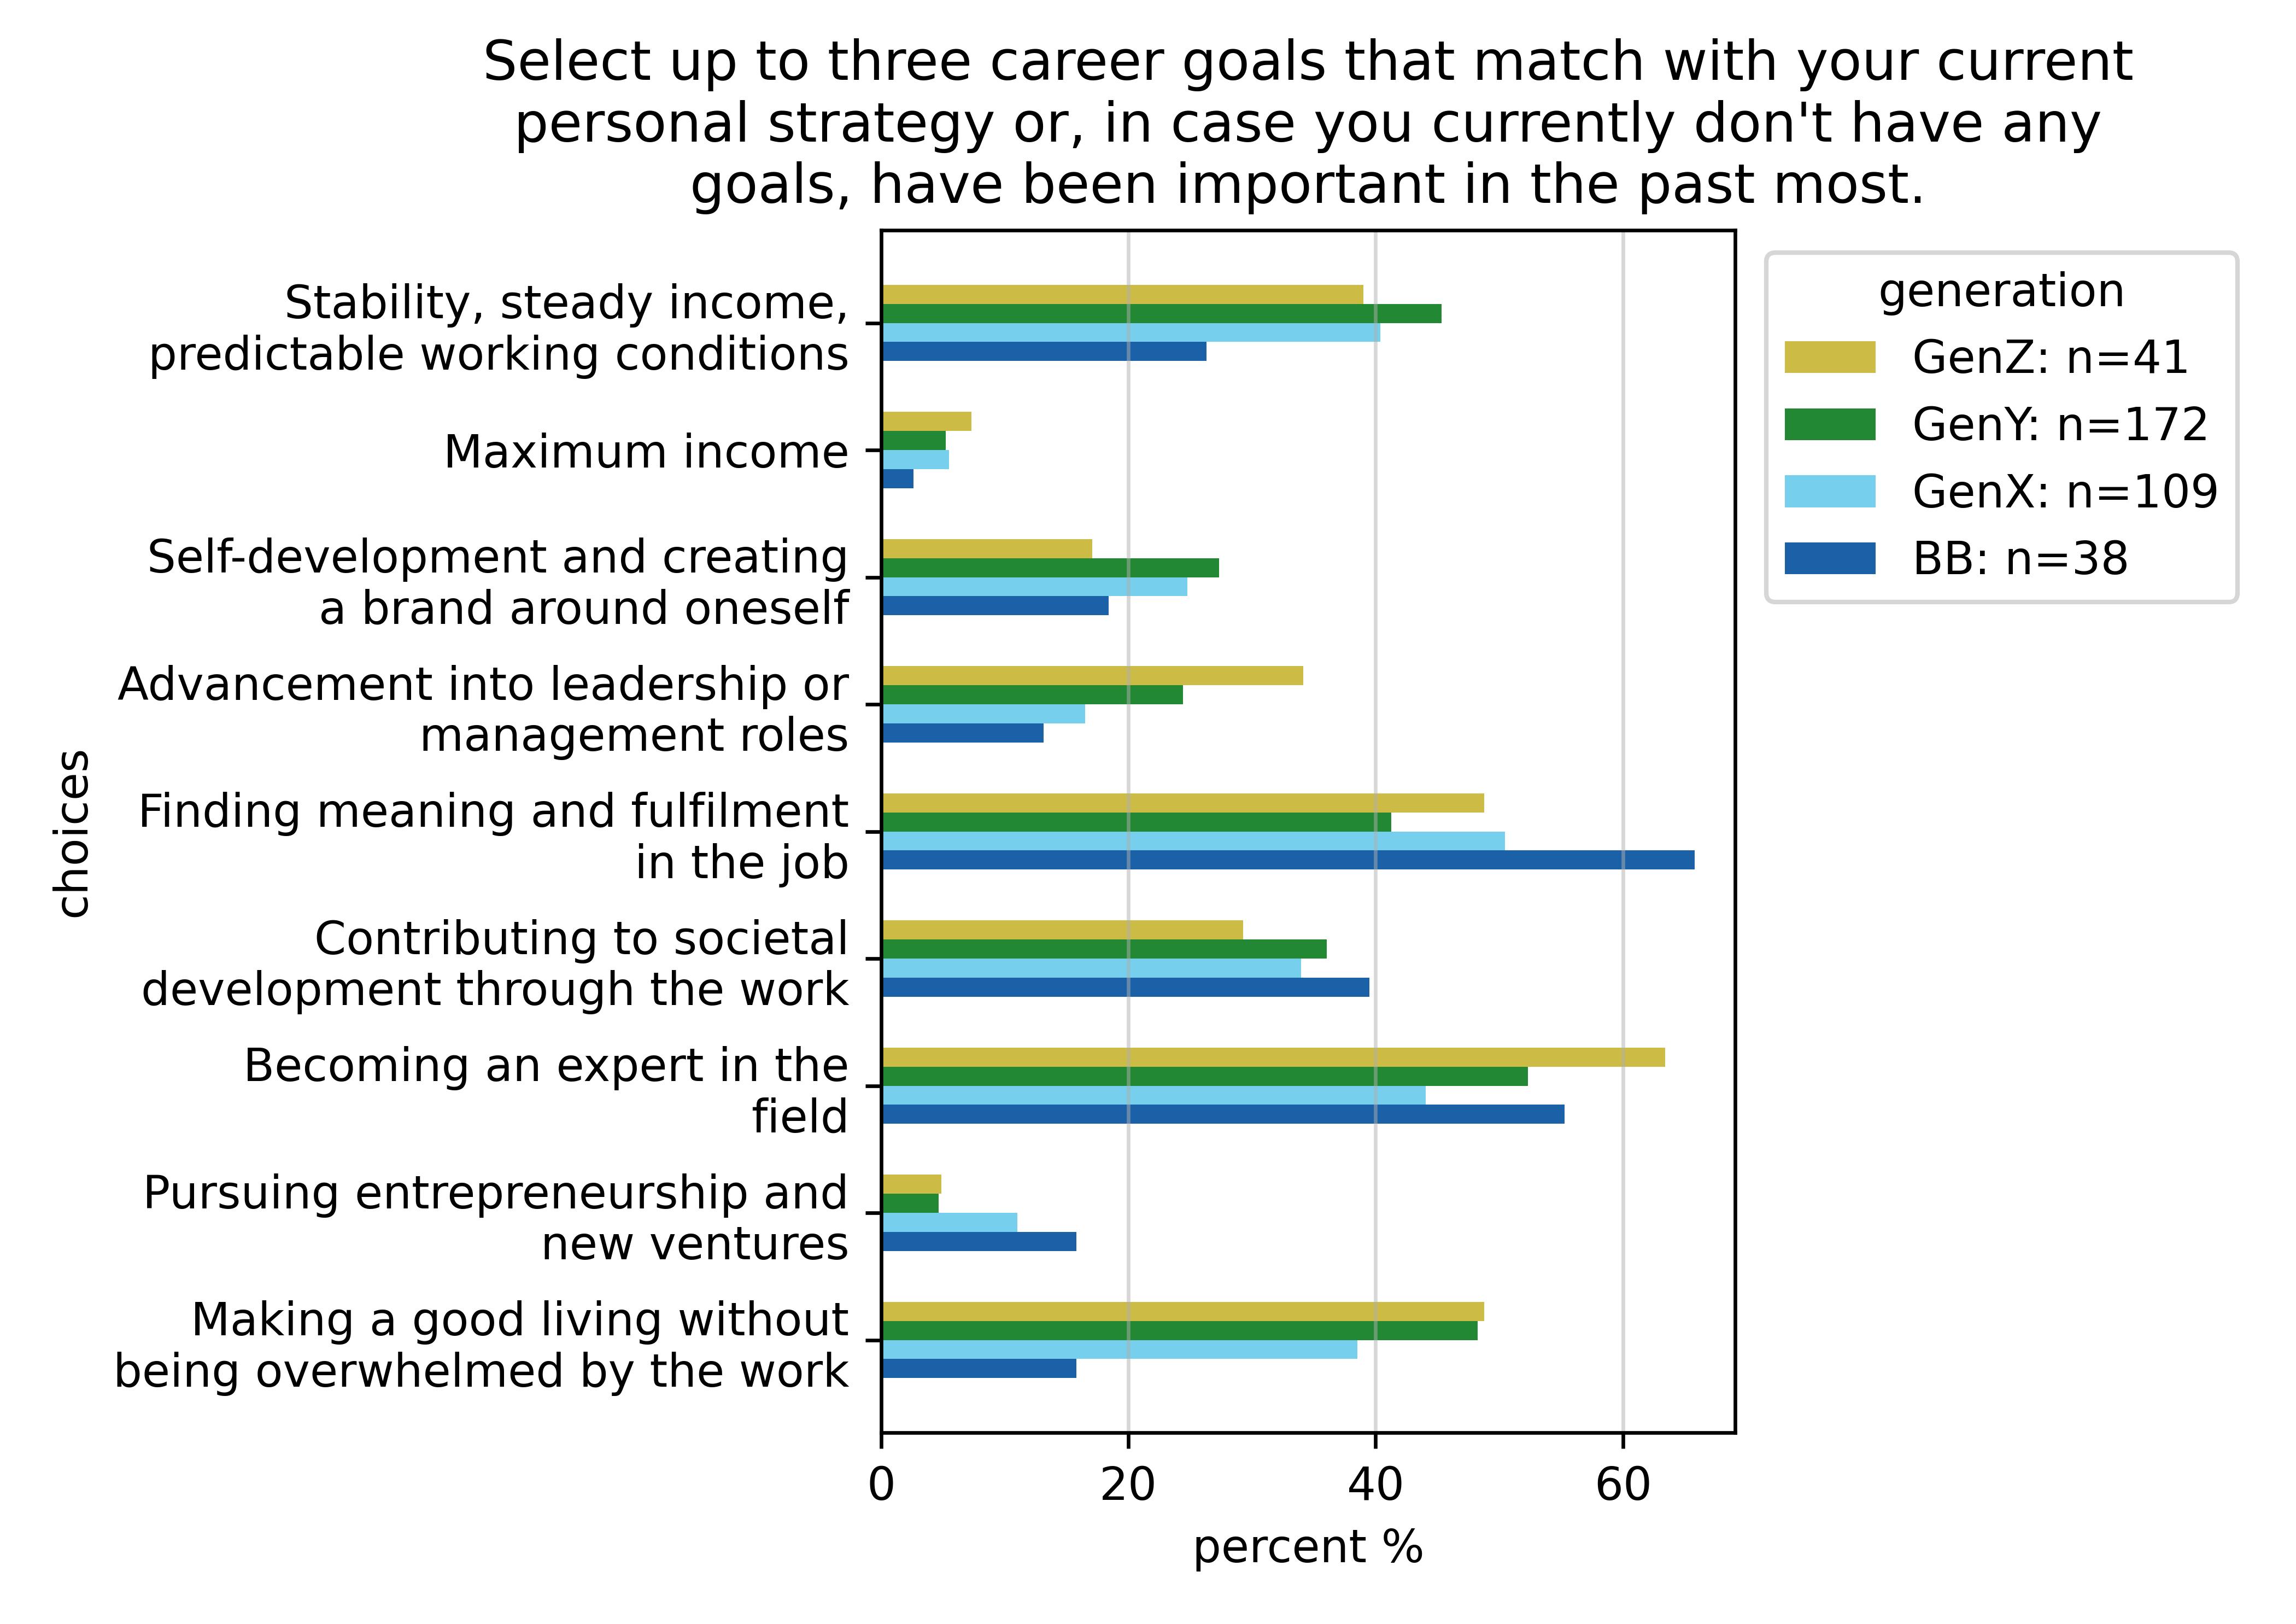 Select up to three career goals that match with your current
personal strategy or, in case you currently don't have any
goals, have been important in the past most.
choices
Stability, steady income,
predictable working conditions
Maximum income
Self-development and creating
a brand around oneself
Advancement into leadership or
management roles
Finding meaning and fulfilment
in the job
Contributing to societal
development through the work
Becoming an expert in the
field
Pursuing entrepreneurship and
new ventures
Making a good living without
being overwhelmed by the work
0 20 40 60
percent %
generation
GenZ: n=41
GenY: n=172
GenX: n=109
BB: n=38